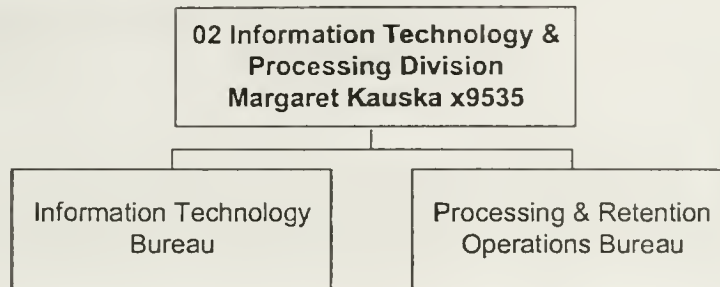 02 Information Technology &
Processing Division
Margaret Kauska x9535
Information Technology
Bureau
Processing & Retention
Operations Bureau